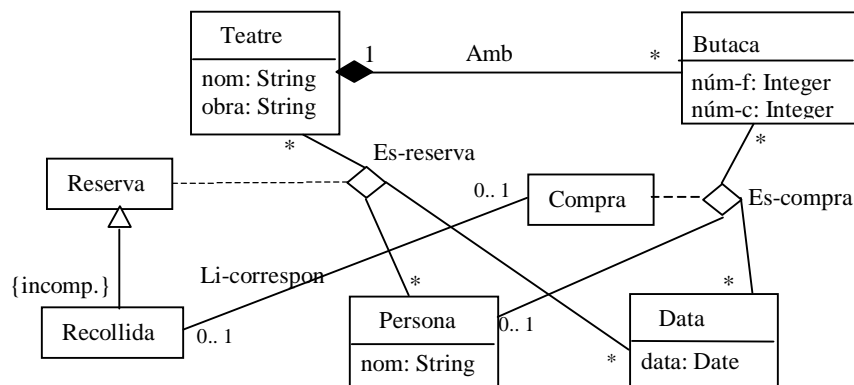 Teatre
nom: String
obra: String
1
Amb
*
Butaca
núm-f: Integer
núm-c: Integer
*
Es-reserva
*
Reserva
0.. 1
Compra
Es-compra
{incomp.}
Li-correspon
*
*
Recollida
0.. 1
Persona
nom: String
0.. 1
*
Data
data: Date